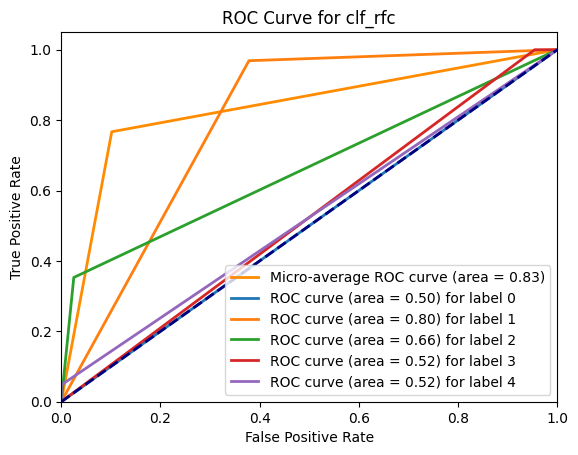 ROC Curve for clf_rfc
True Positive Rate
1.0
0.8
0.6
0.4
0.2
0.0
Micro-average ROC curve (area = 0.83)
ROC curve (area = 0.50) for label 0
ROC curve (area = 0.80) for label 1
ROC curve (area = 0.66) for label 2
ROC curve (area = 0.52) for label 3
ROC curve (area = 0.52) for label 4
0.0 0.2 0.4 0.6 0.8 1.0
False Positive Rate